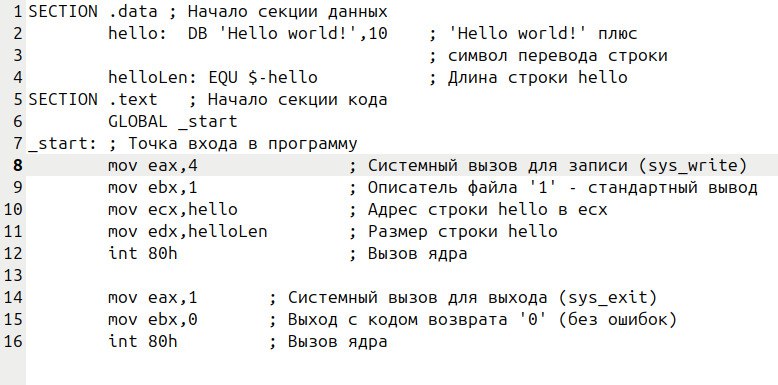 1 SECTION .data ; Начало секции данных
2         hello:  DB 'Hello world!',10    ; 'Hello world!' плюс
3                                         ; символ перевода строки
4         helloLen: EQU $-hello           ; Длина строки hello
5 SECTION .text   ; Начало секции кода
6         GLOBAL _start
7 _start: ; Точка входа в программу
8         mov eax,4               ; Системный вызов для записи (sys_write)
9         mov ebx,1               ; Описатель файла '1' - стандартный вывод
10         mov ecx,hello           ; Адрес строки hello в ecx
11         mov edx,helloLen        ; Размер строки hello
12         int 80h                 ; Вызов ядра
13
14         mov eax,1       ; Системный вызов для выхода (sys_exit)
15         mov ebx,0       ; Выход с кодом возврата '0' (без ошибок)
16         int 80h         ; Вызов ядра